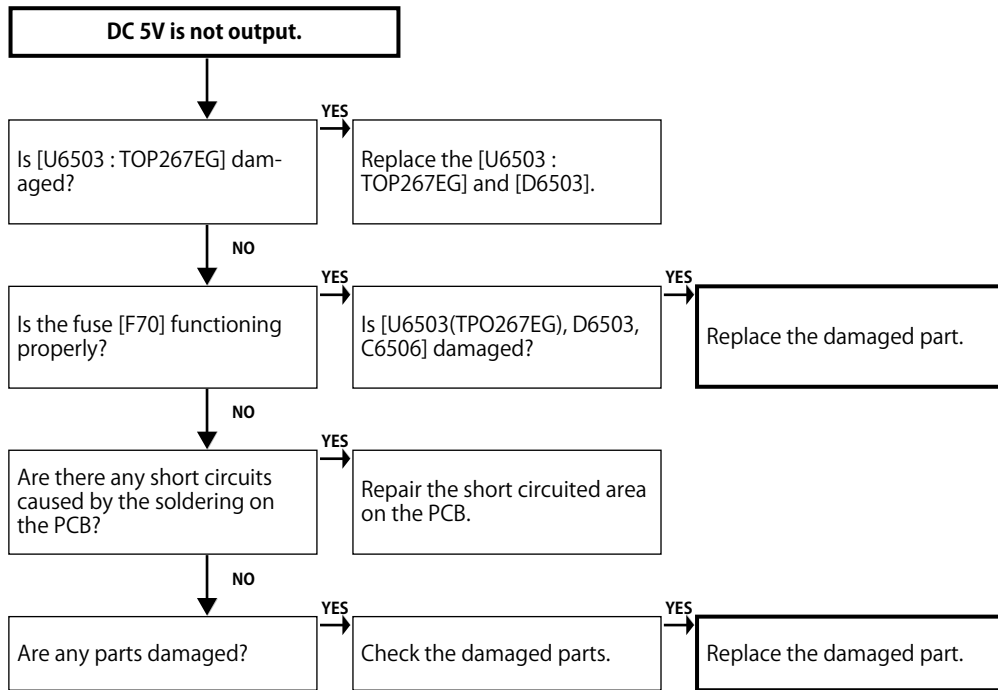 DC 5V is not output.
YES
Is [U6503 : TOP267EG] dam-
aged?
Replace the [U6503 :
TOP267EG] and [D6503].
NO
YES
YES
Is the fuse [F70] functioning
properly?
Is [U6503(TPO267EG), D6503,
C6506] damaged?
Replace the damaged part.
NO
YES
Are there any short circuits
caused by the soldering on
the PCB?
Repair the short circuited area
on the PCB.
NO
YES
YES
Are any parts damaged?
Check the damaged parts.
Replace the damaged part.